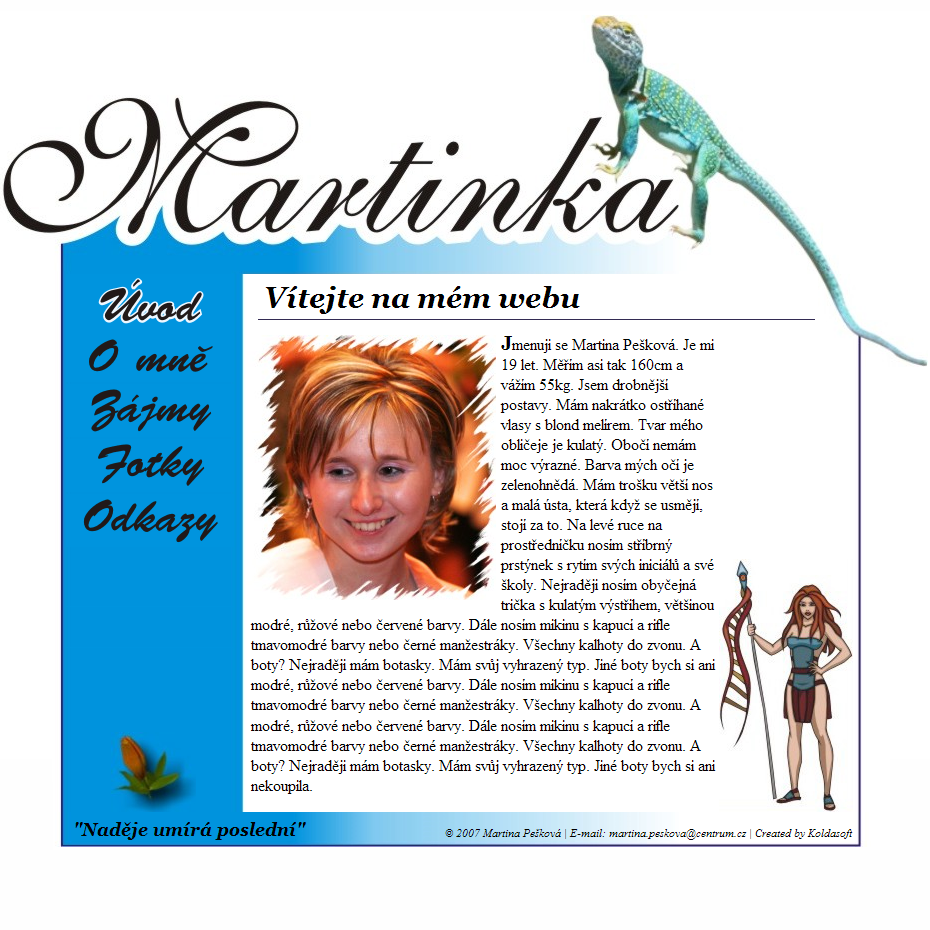 Martinka
Úvod
O mně
Zájmy
Fotky
Odkazy
Vítejte na mém webu
Jmenuji se Martina Pešková. Je mi
19 let. Měřím asi tak 160cm a
vážím 55kg. Jsem drobnější
postavy. Mám nakrátko ostříhané
vlasy s blond melírem. Tvar mého
obličeje je kulatý. Obočí nemám
moc výrazné. Barva mých očí je
zelenohnědá. Mám trošku větší nos
a malá ústa, která když se usměji,
stojí za to. Na levé ruce na
prostředníčku nosím stříbrný
prstýnek s rytím svých iniciálů a své
školy. Nejraději nosím obyčejná
trička s kulatým výstřihem, většinou
modré, růžové nebo červené barvy. Dále nosím mikinu s kapucí a rifle
tmavomodré barvy nebo černé manžestráky. Všechny kalhoty do zvonu. A
boty? Nejraději mám botasky. Mám svůj vyhrazený typ. Jiné boty bych si ani
modré, růžové nebo červené barvy. Dále nosím mikinu s kapucí a rifle
tmavomodré barvy nebo černé manžestráky. Všechny kalhoty do zvonu. A
modré, růžové nebo červené barvy. Dále nosím mikinu s kapucí a rifle
tmavomodré barvy nebo černé manžestráky. Všechny kalhoty do zvonu. A
boty? Nejraději mám botasky. Mám svůj vyhrazený typ. Jiné boty bych si ani
nekoupila.
"Naděje umírá poslední"
© 2007 Martina Pešková | E-mail: martina.peskova@centrum.cz | Created by Koldasoft